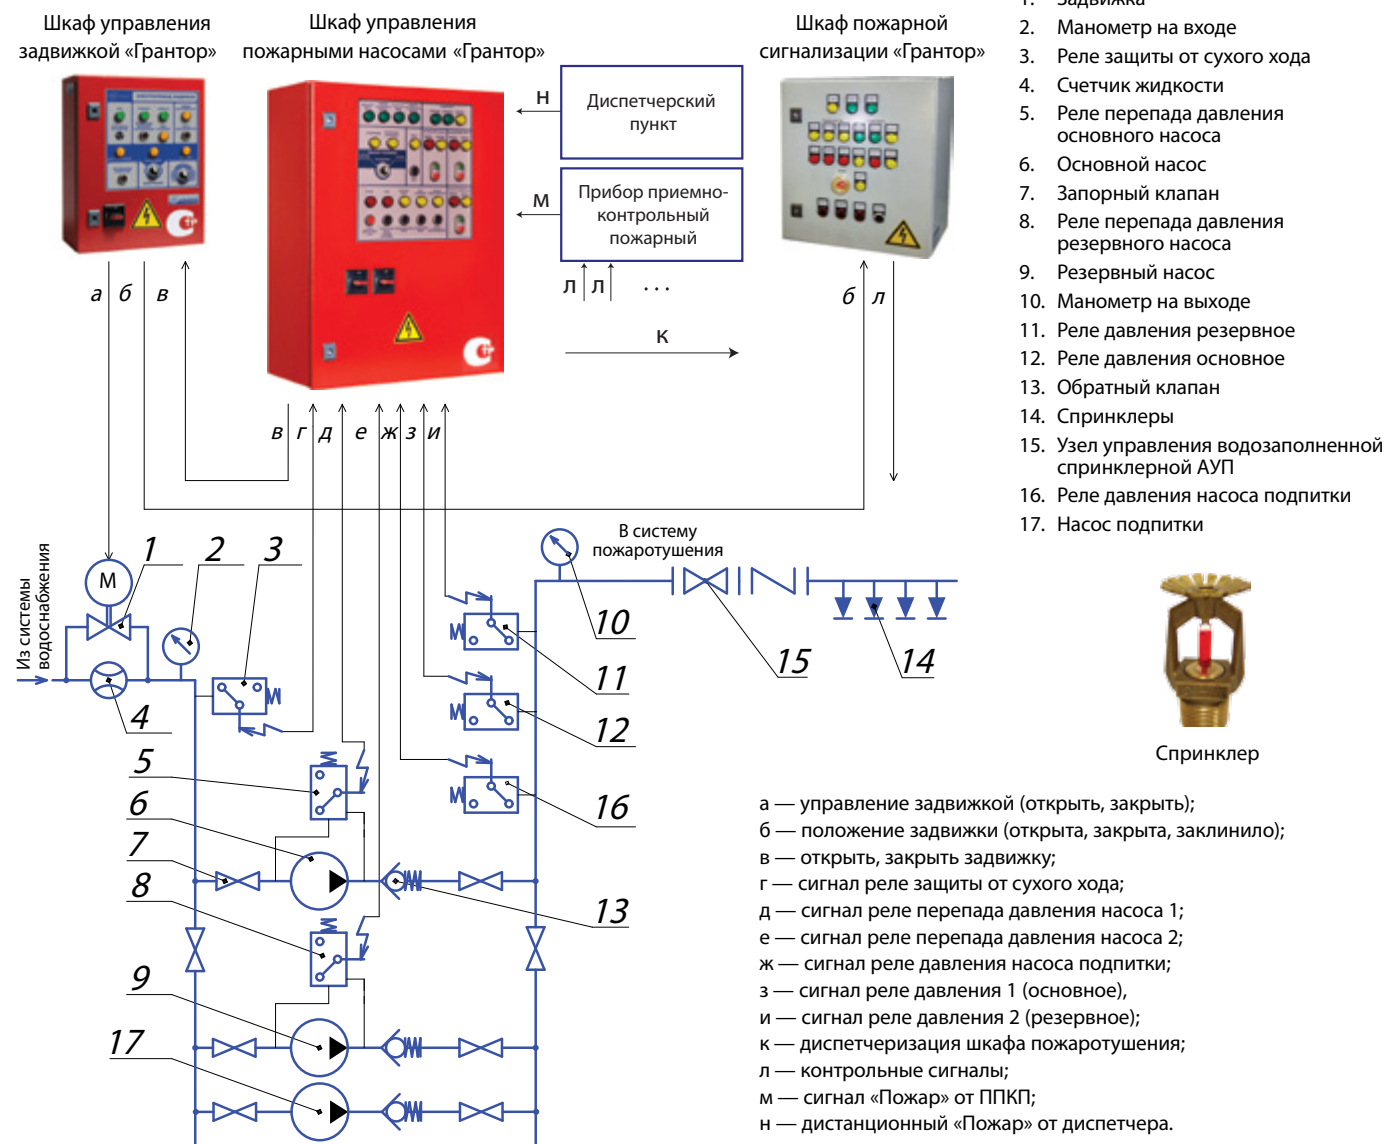 Шкаф управления
задвижкой «Грантор»
Шкаф управления
пожарными насосами «Грантор»
Шкаф пожарной
сигнализации «Грантор»
Диспетчерский
пункт
н
Прибор приемно-
контрольный
пожарный
м
л л ...
к
а б в
б л
в г д е ж з и
Из системы
водоснабжения
М
В систему
пожаротушения
1 2 3
4
5
6
7
8
9
17
10
11
12
16
13
15
14
1. Задвижка
2. Манометр на входе
3. Реле защиты от сухого хода
4. Счетчик жидкости
5. Реле перепада давления
основного насоса
6. Основной насос
7. Запорный клапан
8. Реле перепада давления
резервного насоса
9. Резервный насос
10. Манометр на выходе
11. Реле давления резервное
12. Реле давления основное
13. Обратный клапан
14. Спринклеры
15. Узел управления водозаполненной
спринклерной АУП
16. Реле давления насоса подпитки
17. Насос подпитки
Спринклер
а — управление задвижкой (открыть, закрыть);
б — положение задвижки (открыта, закрыта, заклинило);
в — открыть, закрыть задвижку;
г — сигнал реле защиты от сухого хода;
д — сигнал реле перепада давления насоса 1;
е — сигнал реле перепада давления насоса 2;
ж — сигнал реле давления насоса подпитки;
з — сигнал реле давления 1 (основное),
и — сигнал реле давления 2 (резервное);
к — диспетчеризация шкафа пожаротушения;
л — контрольные сигналы;
м — сигнал «Пожар» от ППКП;
н — дистанционный «Пожар» от диспетчера.